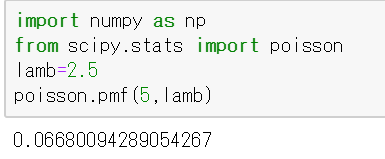 import numpy as np
from scipy.stats import poisson
lamb=2.5
poisson.pmf(5,lamb)
0.06680094289054267